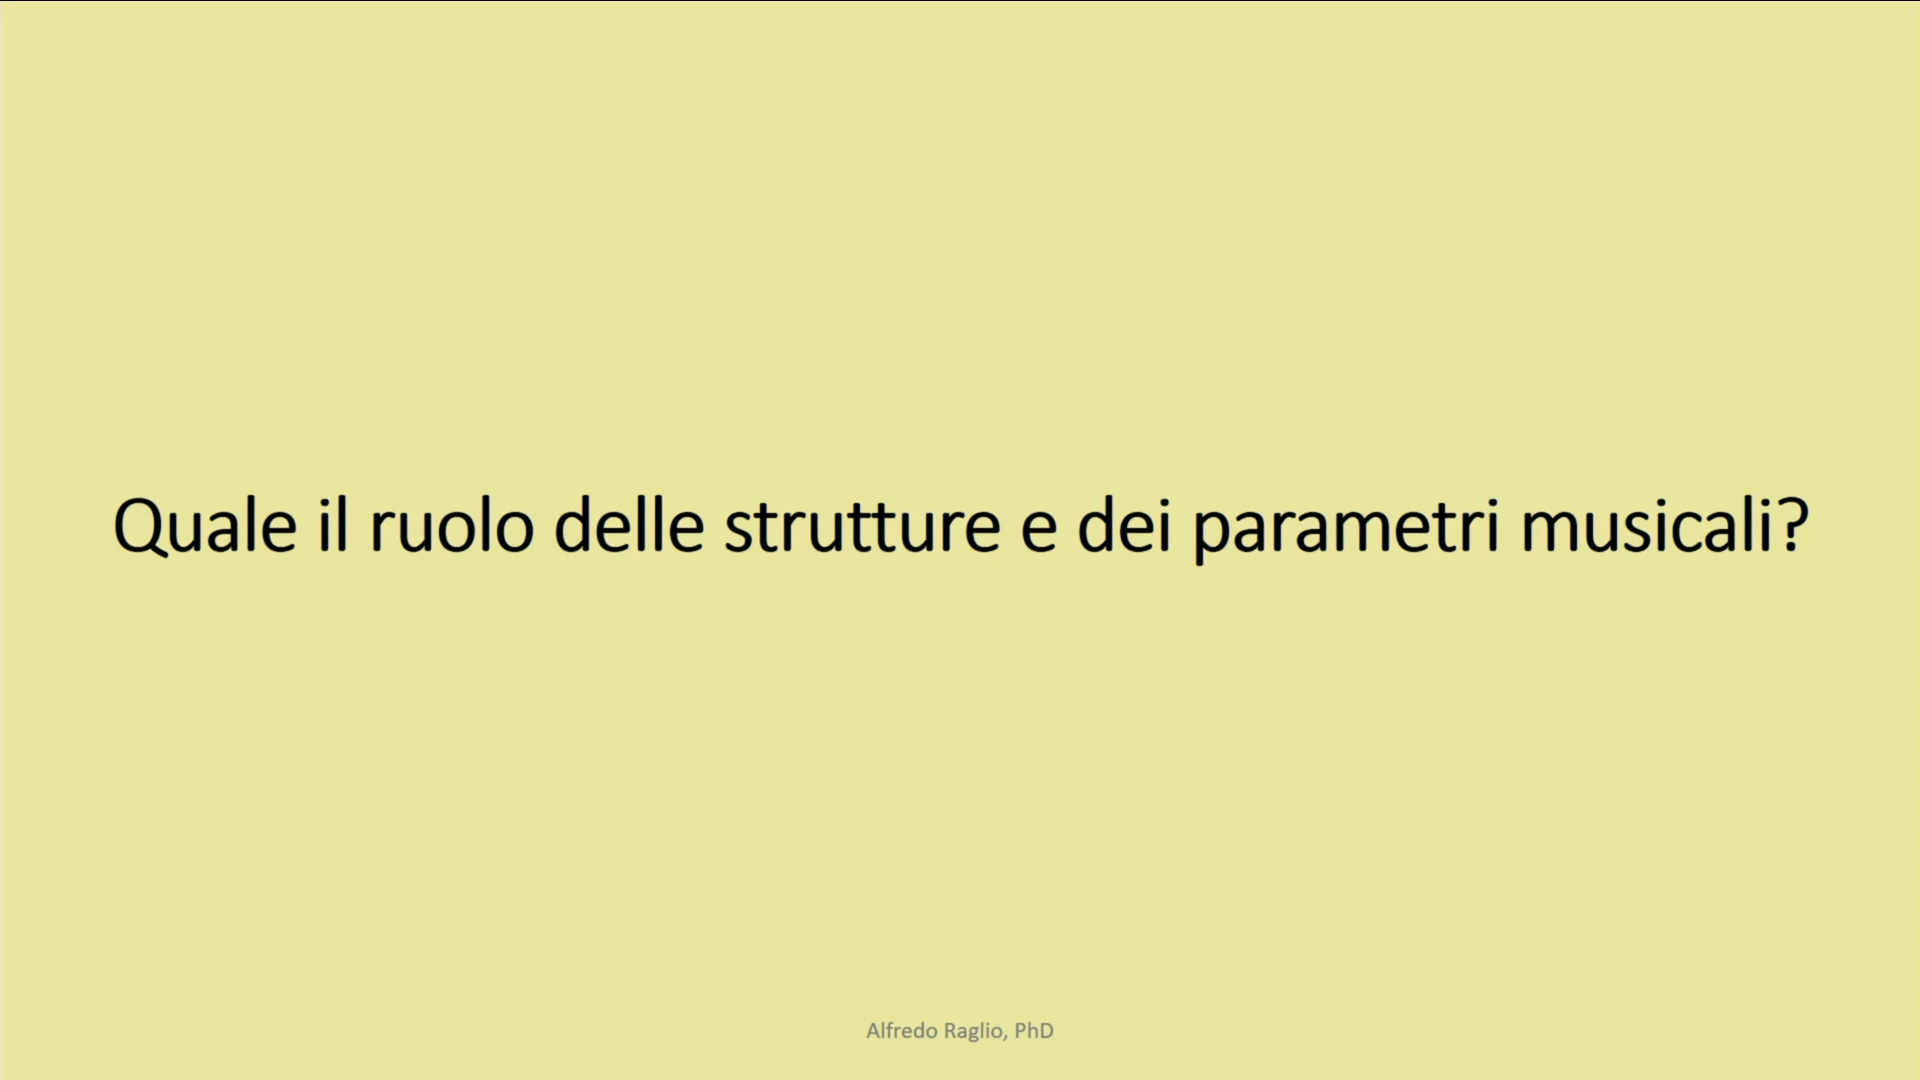 Quale il ruolo delle strutture e dei parametri musicali?
Alfredo Raglio, PhD